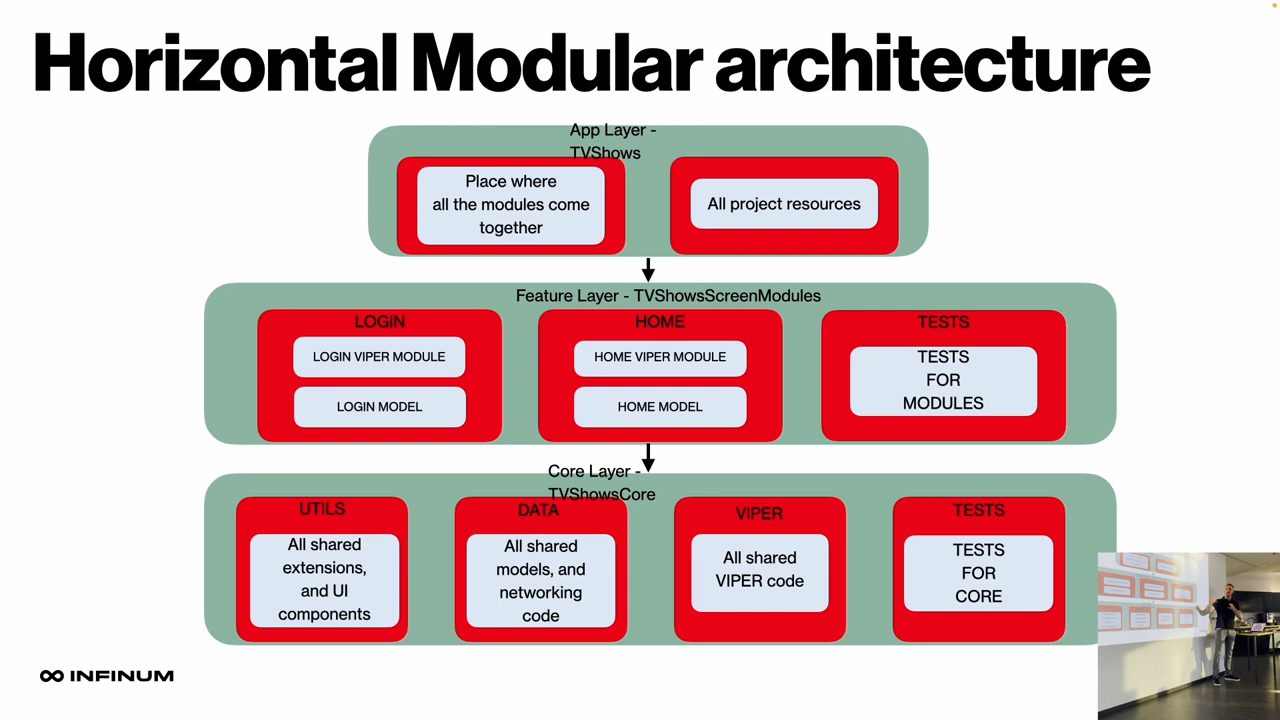 Horizontal Modular architecture
App Layer -
TVShows
Place where
all the modules come
together
All project resources
Feature Layer - TVShowsScreenModules
LOGIN
LOGIN VIPER MODULE
LOGIN MODEL
HOME
HOME VIPER MODULE
HOME MODEL
TESTS
TESTS
FOR
MODULES
Core Layer -
TVShowsCore
UTILS
All shared
extensions,
and UI
components
DATA
All shared
models, and
networking
code
VIPER
All shared
VIPER code
TESTS
TESTS
FOR
CORE
INFINUM